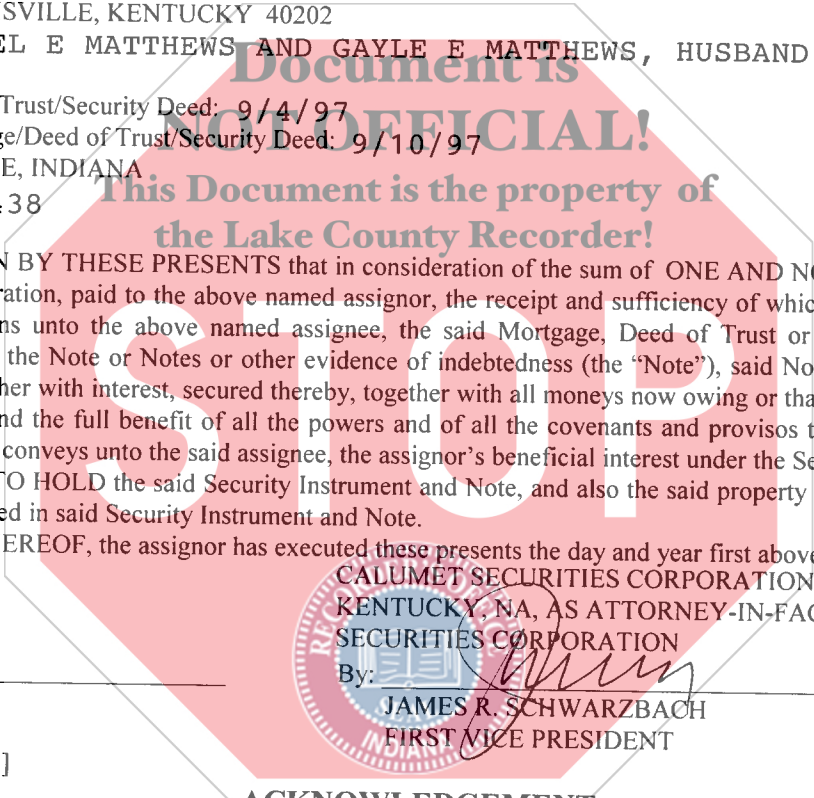 SVILLE, KENTUCKY 40202
EL E MATTHEWS AND GAYLE E MATTHEWS, HUSBAND
Document is
Trust/Security Deed: 9/4/97
NOT OFFICIAL!
ge/Deed of Trust/Security Deed: 9/10/97
E, INDIANA
This Document is the property of
38
the Lake County Recorder!
N BY THESE PRESENTS that in consideration of the sum of ONE AND NO
ration, paid to the above named assignor, the receipt and sufficiency of whic
ns unto the above named assignee, the said Mortgage, Deed of Trust or
the Note or Notes or other evidence of indebtedness (the “Note”), said No
her with interest, secured thereby, together with all moneys now owing or tha
nd the full benefit of all the powers and of all the covenants and provisos t
conveys unto the said assignee, the assignor's beneficial interest under the Se
TO HOLD the said Security Instrument and Note, and also the said property
ed in said Security Instrument and Note.
EREOF, the assignor has executed these presents the day and year first above
STOP
CALUMET SECURITIES CORPORATION
KENTUCKY, NA, AS ATTORNEY-IN-FAC
SECURITIES CORPORATION
By:
JAMES R. SCHWARZBACH
FIRST VICE PRESIDENT
RECORDER'S OFFICE
SEAL
INDIANA
]
ACKNOWLEDGEMENT